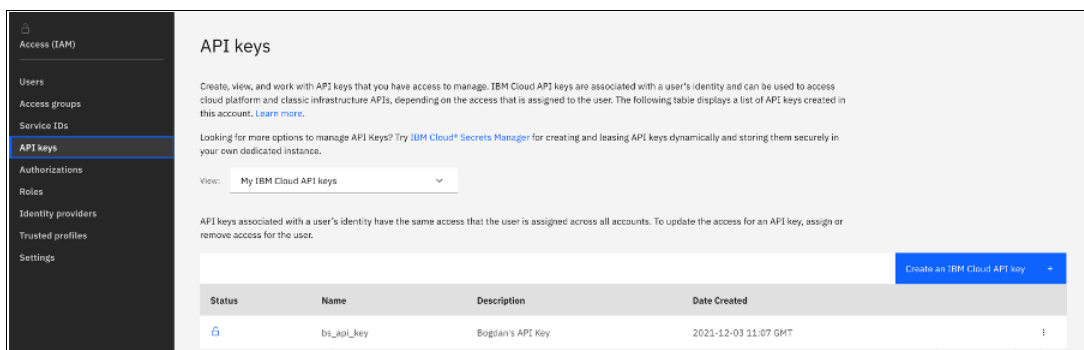 Access (IAM)
Users
Access groups
Service IDs
API keys
Authorizations
Roles
Identity providers
Trusted profiles
Settings
API keys
Create, view, and work with API keys that you have access to manage. IBM Cloud API keys are associated with a user's identity and can be used to access
cloud platform and classic infrastructure APIs, depending on the access that is assigned to the user. The following table displays a list of API keys created in
this account. Learn more.
Looking for more options to manage API Keys? Try IBM Cloud® Secrets Manager for creating and leasing API keys dynamically and storing them securely in
your own dedicated instance.
View: My IBM Cloud API keys
API keys associated with a user's identity have the same access that the user is assigned across all accounts. To update the access for an API key, assign or
remove access for the user.
Create an IBM Cloud API key +
Status Name Description Date Created
bs_api_key Bogdan's API Key 2021-12-03 11:07 GMT